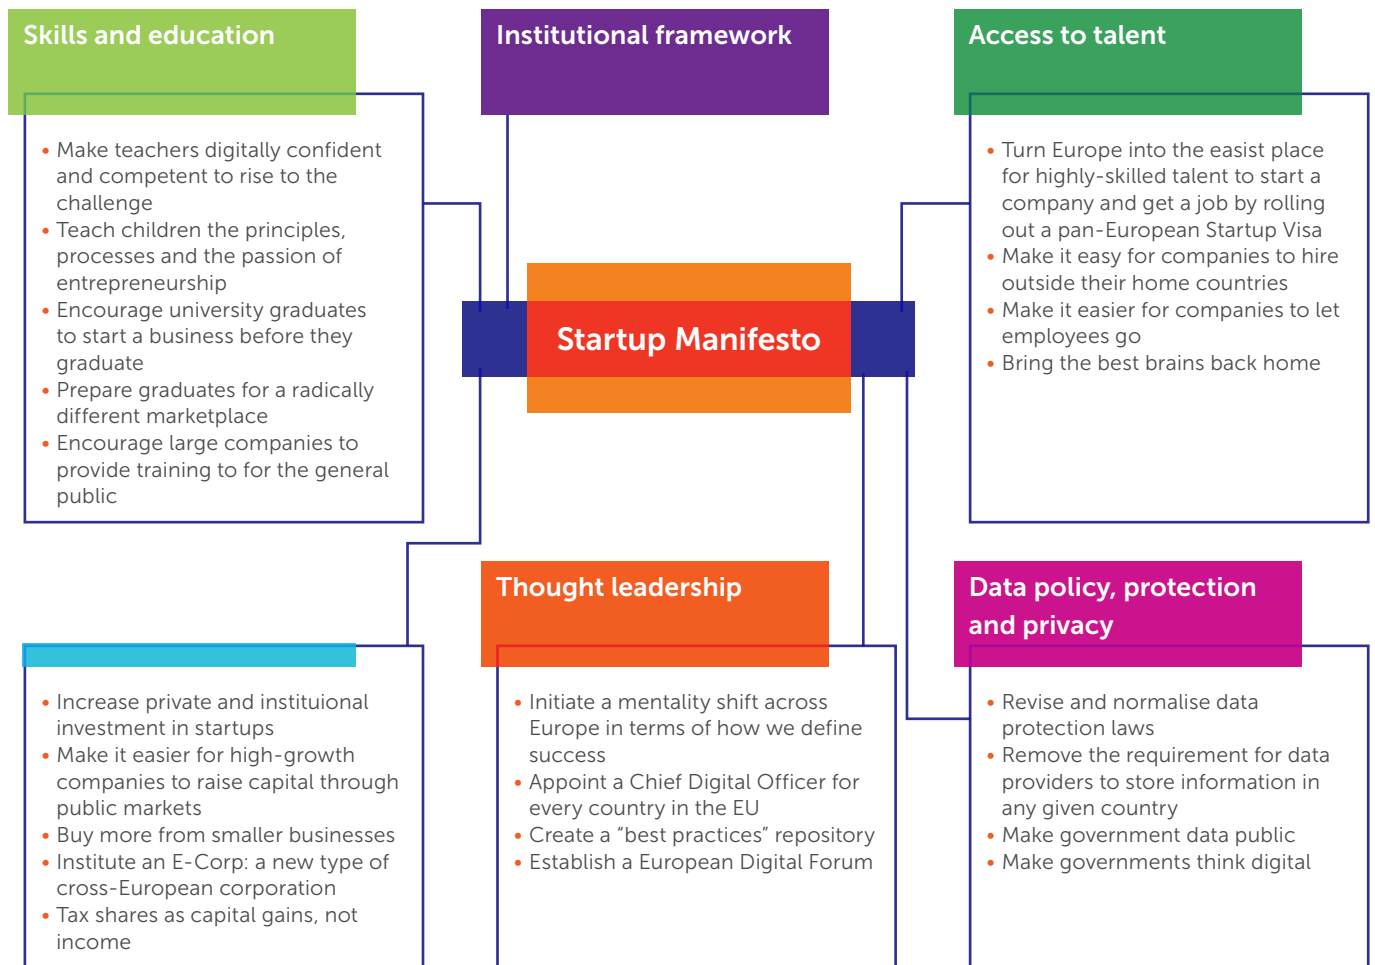 Skills and education
• Make teachers digitally confident
and competent to rise to the
challenge
• Teach children the principles,
processes and the passion of
entrepreneurship
• Encourage university graduates
to start a business before they
graduate
• Prepare graduates for a radically
different marketplace
• Encourage large companies to
provide training to for the general
public
Institutional framework
Access to talent
• Turn Europe into the easist place
for highly-skilled talent to start a
company and get a job by rolling
out a pan-European Startup Visa
• Make it easy for companies to hire
outside their home countries
• Make it easier for companies to let
employees go
• Bring the best brains back home
Startup Manifesto
• Increase private and instituional
investment in startups
• Make it easier for high-growth
companies to raise capital through
public markets
• Buy more from smaller businesses
• Institute an E-Corp: a new type of
cross-European corporation
• Tax shares as capital gains, not
income
Thought leadership
• Initiate a mentality shift across
Europe in terms of how we define
success
• Appoint a Chief Digital Officer for
every country in the EU
• Create a “best practices” repository
• Establish a European Digital Forum
Data policy, protection
and privacy
• Revise and normalise data
protection laws
• Remove the requirement for data
providers to store information in
any given country
• Make government data public
• Make governments think digital